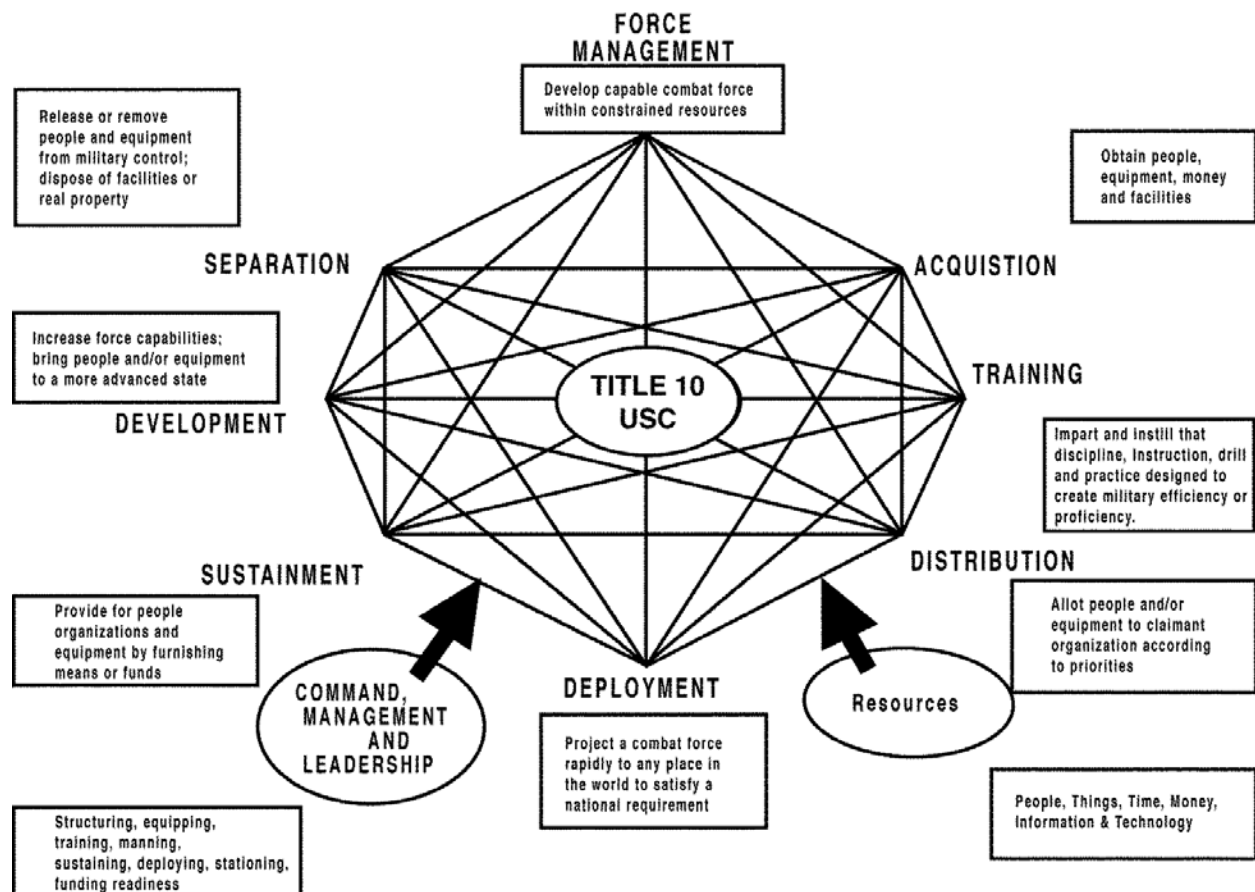 FORCE
MANAGEMENT
Develop capable combat force
within constrained resources
Release or remove
people and equipment
from military control;
dispose of facilities or
real property
Obtain people,
equipment, money
and facilities
SEPARATION
ACQUISTION
Increase force capabilities;
bring people and/or equipment
to a more advanced state
DEVELOPMENT
TITLE 10
USC
TRAINING
Impart and instill that
discipline, Instruction, drill
and practice designed to
create military efficiency or
proficiency.
SUSTAINMENT
DISTRIBUTION
Provide for people
organizations and
equipment by furnishing
means or funds
Allot people and/or
equipment to claimant
organization according
to priorities
COMMAND,
MANAGEMENT
AND
LEADERSHIP
DEPLOYMENT
Resources
Project a combat force
rapidly to any place in
the world to satisfy a
national requirement
Structuring, equipping,
training, manning,
sustaining, deploying, stationing,
funding readiness
People, Things, Time, Money,
Information & Technology